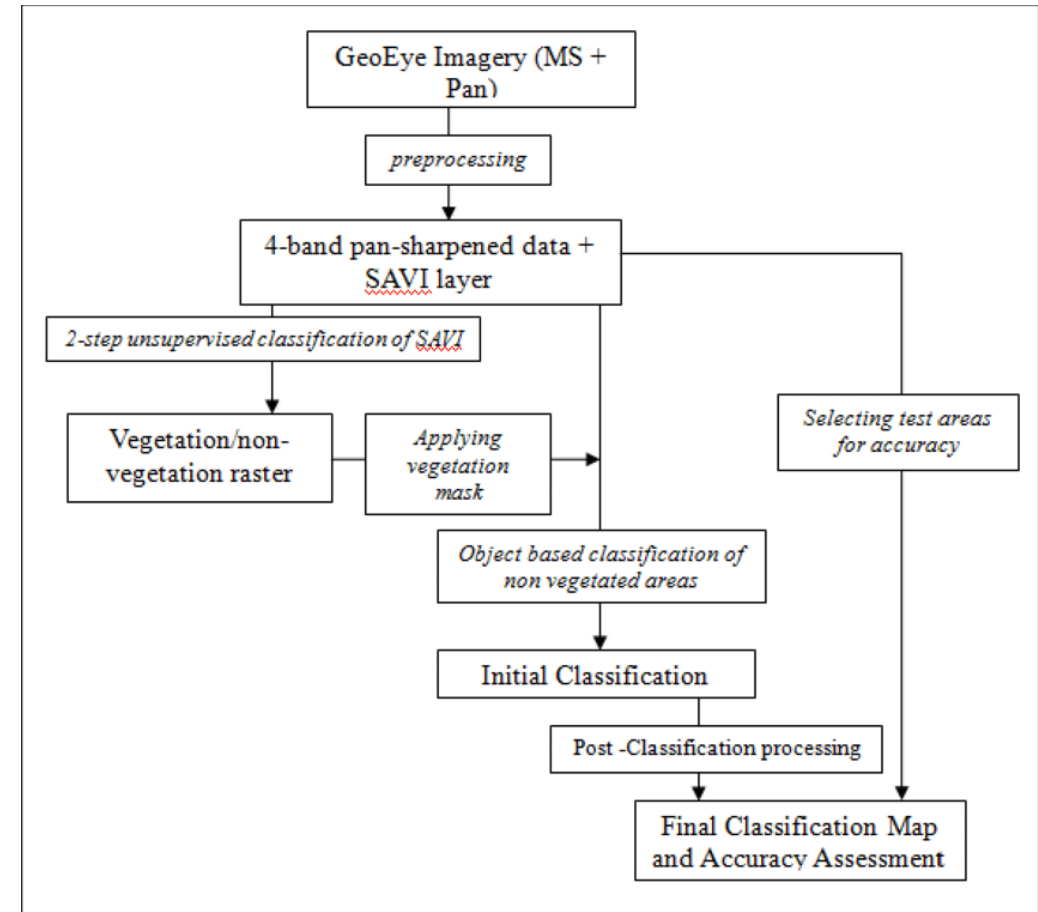 GeoEye Imagery (MS +
Pan)
preprocessing
4-band pan-sharpened data +
SAVI layer
2-step unsupervised classification of SAVI
Vegetation/non-
vegetation raster
Applying
vegetation
mask
Selecting test areas
for accuracy
Object based classification of
non vegetated areas
Initial Classification
Post -Classification processing
Final Classification Map
and Accuracy Assessment